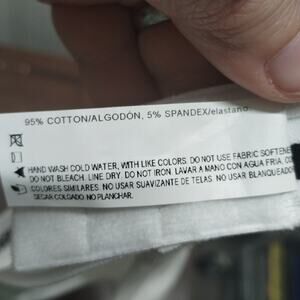 95% COTTON/ALGODÓN, 5% SPANDEX/elastano
HAND WASH COLD WATER, WITH LIKE COLORS. DO NOT USE FABRIC SOFTENE
DO NOT BLEACH. LINE DRY. DO NOT IRON. LAVAR A MANO CON AGUA FRIA, CO
COLORES SIMILARES. NO USAR SUAVIZANTE DE TELAS. NO USAR BLANQUEADO
SECAR COLGADO. NO PLANCHAR.